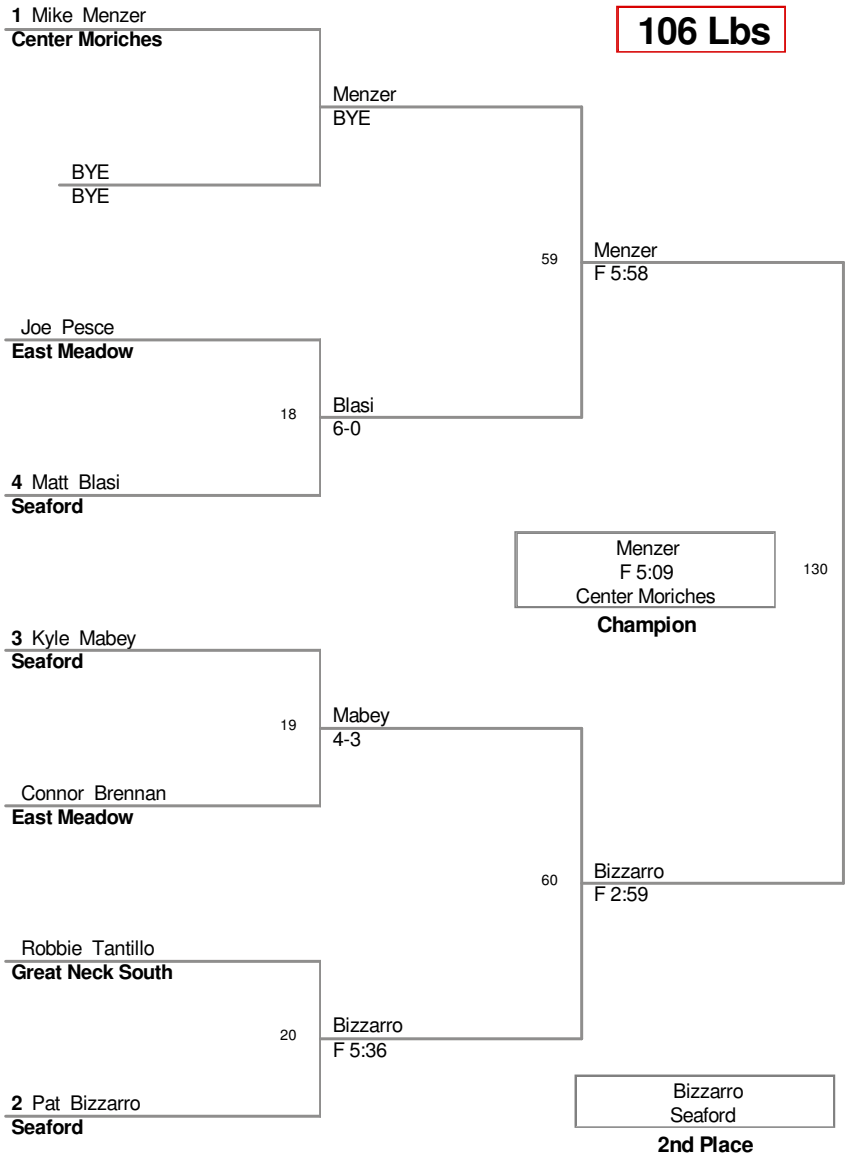 1 Mike Menzer
Center Moriches
106 Lbs
Menzer
BYE
BYE
BYE
59
Menzer
F 5:58
Joe Pesce
East Meadow
18
Blasi
6-0
4 Matt Blasi
Seaford
Menzer
F 5:09
Center Moriches
Champion
130
3 Kyle Mabey
Seaford
19
Mabey
4-3
Connor Brennan
East Meadow
60
Bizzarro
F 2:59
Robbie Tantillo
Great Neck South
20
Bizzarro
F 5:36
2 Pat Bizzarro
Seaford
Bizzarro
Seaford
2nd Place